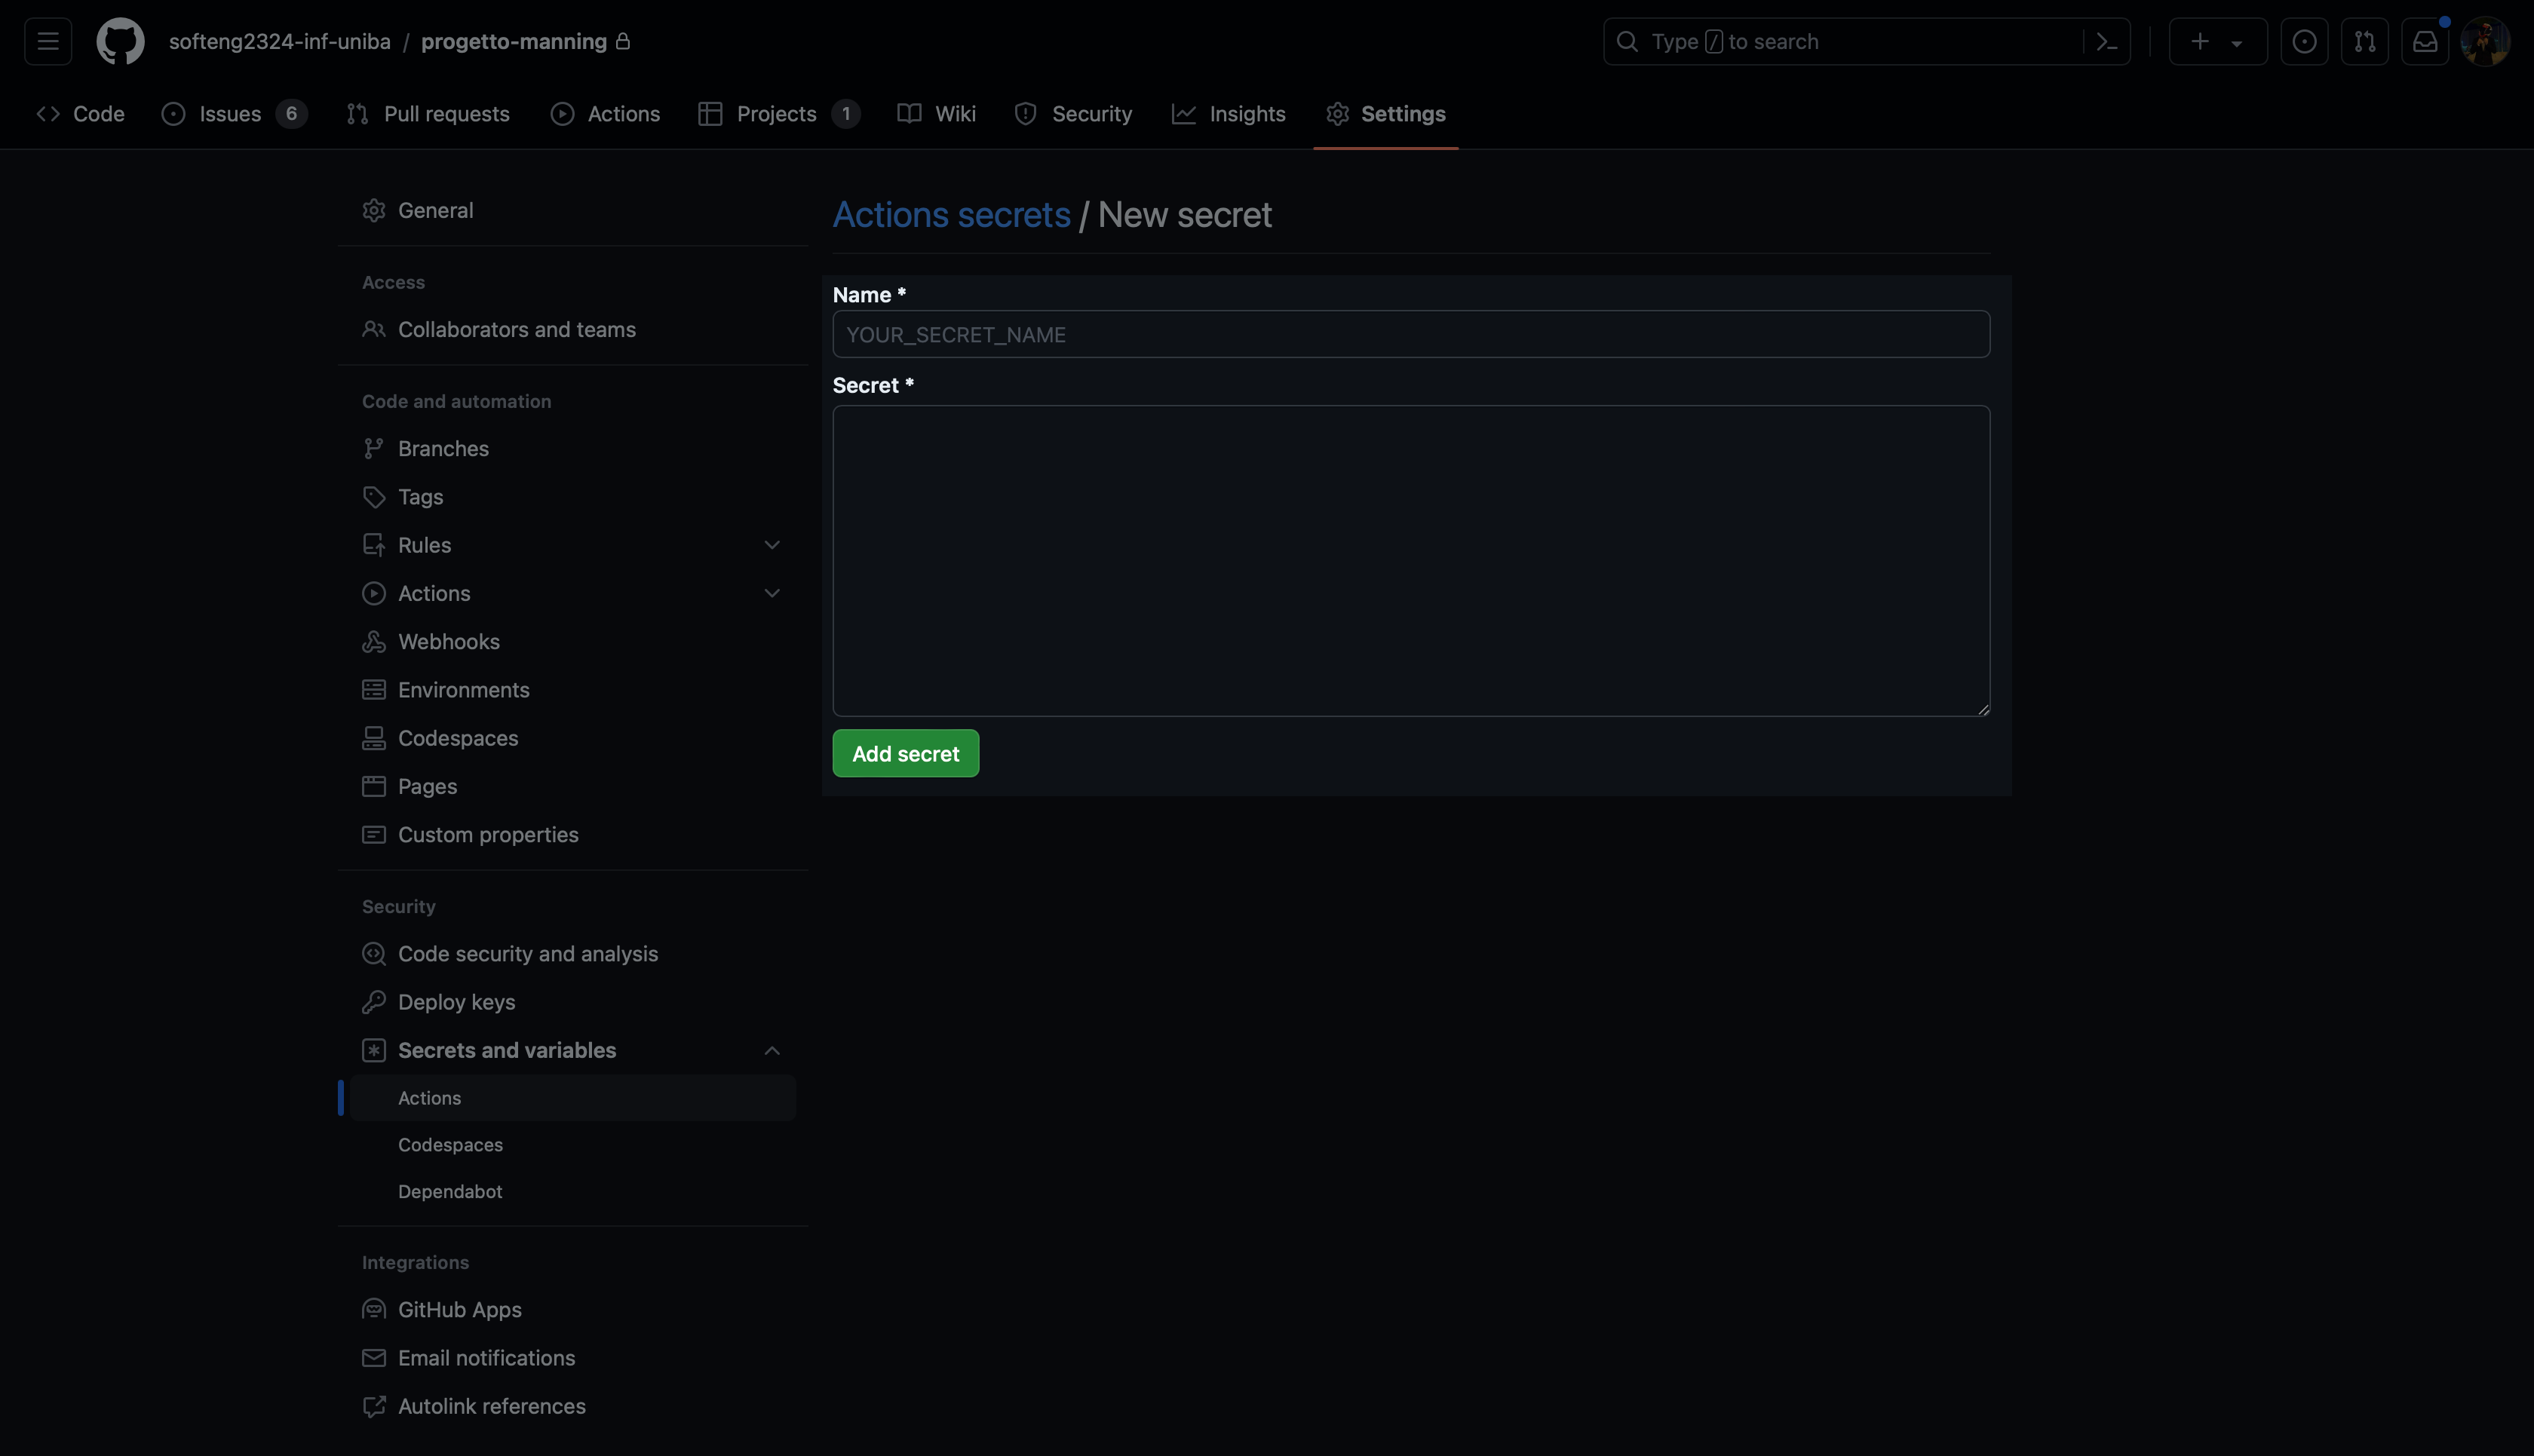 softeng2324-inf-uniba / progetto-manning
Type / to search
Code
Issues 6
Pull requests
Actions
Projects 1
Wiki
Security
Insights
Settings
General
Access
Collaborators and teams
Code and automation
Branches
Tags
Rules
Actions
Webhooks
Environments
Codespaces
Pages
Custom properties
Security
Code security and analysis
Deploy keys
Secrets and variables
Actions
Codespaces
Dependabot
Integrations
GitHub Apps
Email notifications
Autolink references
Actions secrets / New secret
Name *
YOUR_SECRET_NAME
Secret *
Add secret